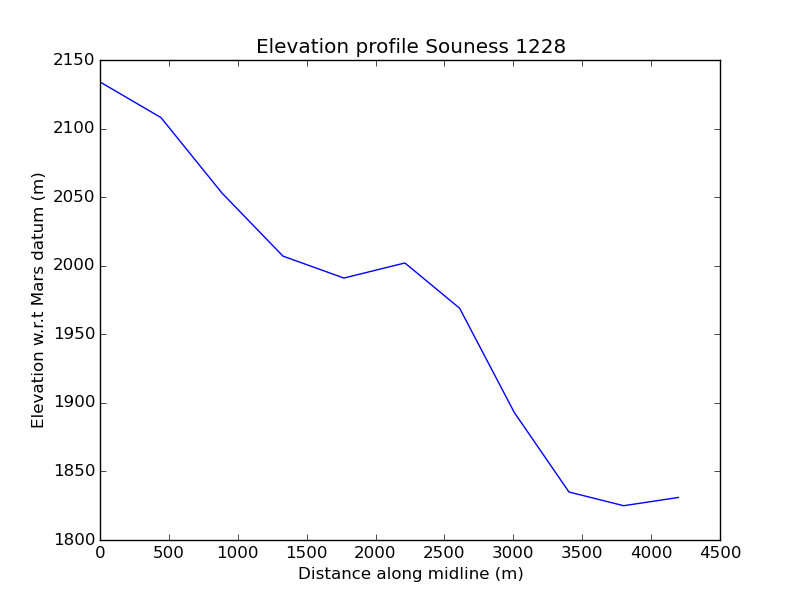 Elevation profile Souness 1228
2150
2100
2050
2000
1950
1900
1850
1800
Elevation w.r.t Mars datum (m)
0 500 1000 1500 2000 2500 3000 3500 4000 4500
Distance along midline (m)